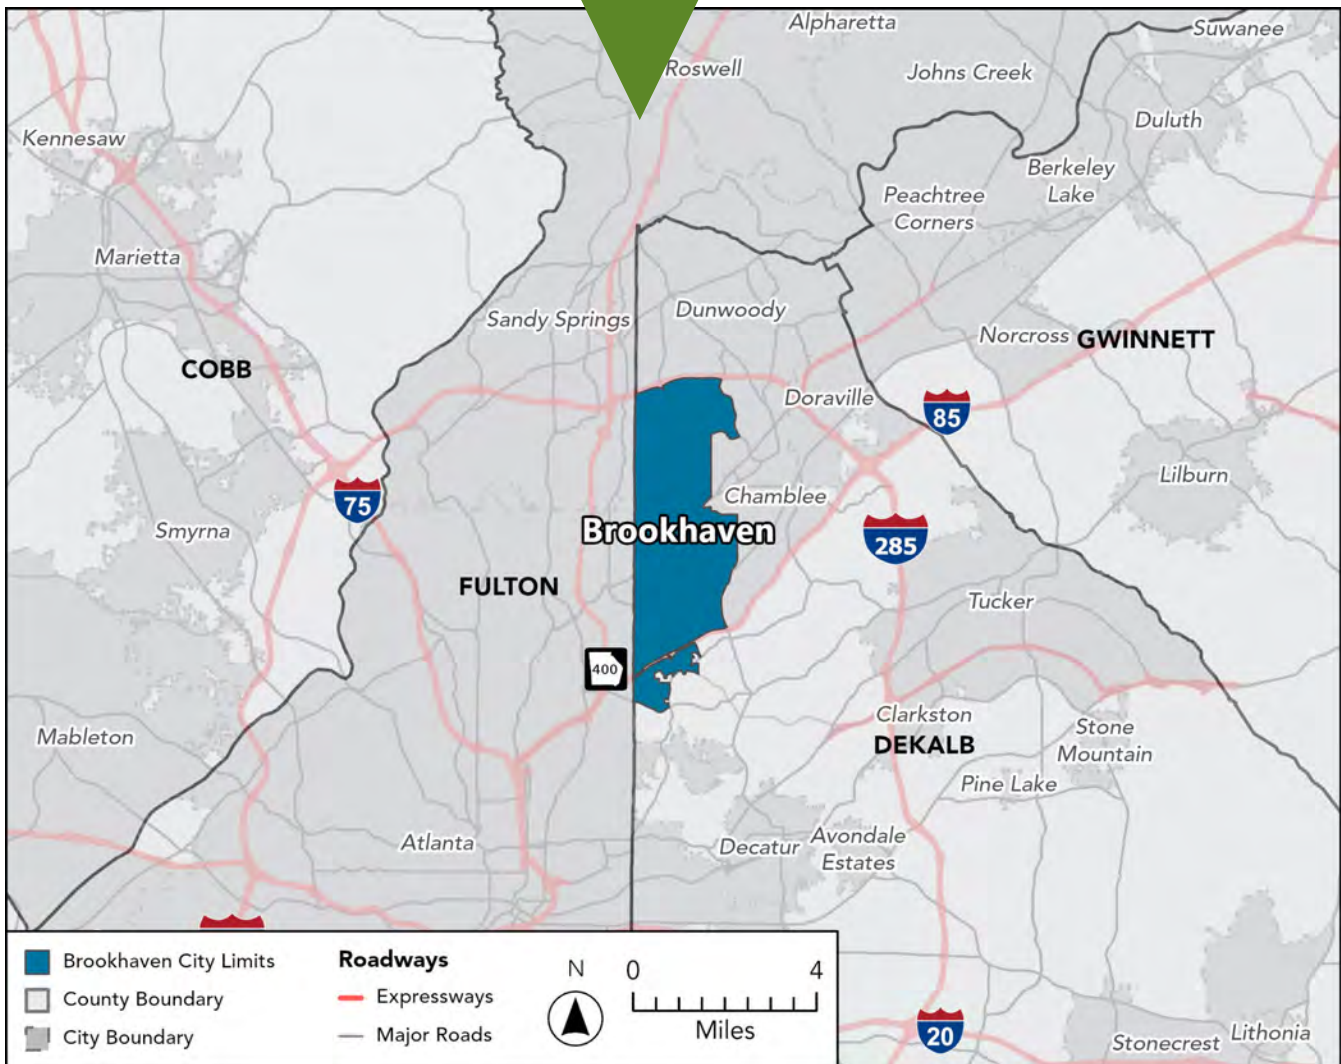 Alpharetta
Suwanee
Roswell
Johns Creek
Duluth
Kennesaw
Berkeley
Lake
Peachtree
Corners
Marietta
Sandy Springs
Dunwoody
Norcross
GWINNETT
COBB
Doraville
85
Lilburn
75
Chamble​e
Smyrna
Brookhaven
285
FULTON
Tucker
400
Clarkston
Mableton
DEKALB
Stone
Mountain
Pine Lake
Atlanta
Decatur
Avondale
Estates
Brookhaven City Limits
County Boundary
City Boundary
Roadways
Expressways
Major Roads
N
0
4
Miles
20
Stonecrest
Lithonia